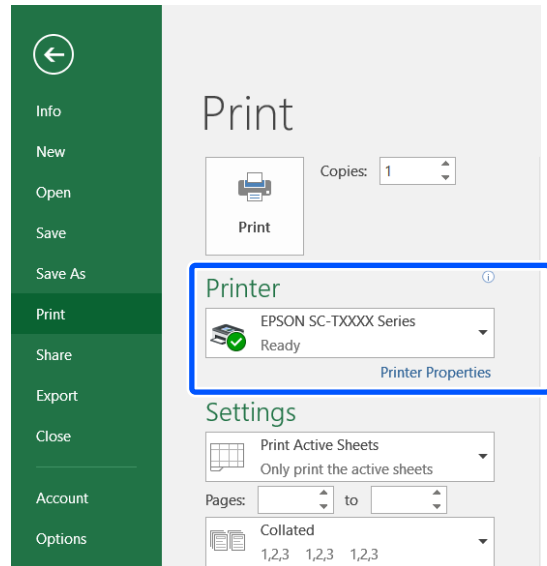 Info
New
Open
Save
Save As
Print
Share
Export
Close
Account
Options
Print
Copies: 1
Print
Printer
EPSON SC-TXXXX Series
Ready
Printer Properties
Settings
Print Active Sheets
Only print the active sheets
Pages: to
Collated
1,2,3 1,2,3 1,2,3